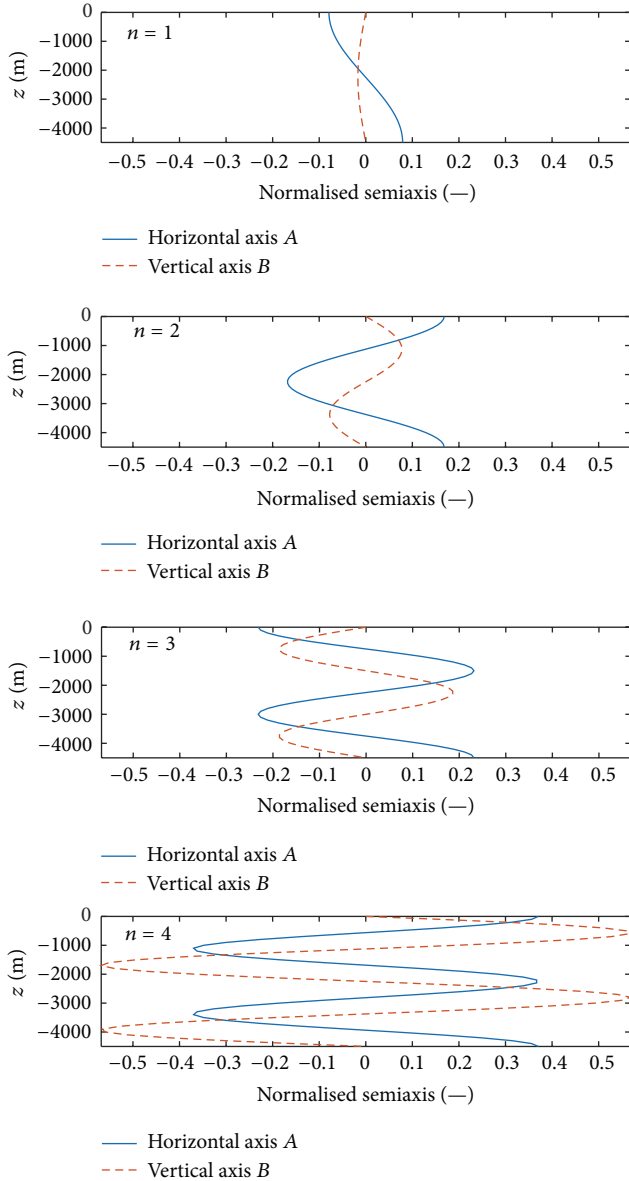 0
−1000
−2000
−3000
−4000
z (m)
n = 1
−0.5 −0.4 −0.3 −0.2 −0.1 0 0.1 0.2 0.3 0.4 0.5
Normalised semiaxis (—)
Horizontal axis A
Vertical axis B
0
−1000
−2000
−3000
−4000
z (m)
n = 2
−0.5 −0.4 −0.3 −0.2 −0.1 0 0.1 0.2 0.3 0.4 0.5
Normalised semiaxis (—)
Horizontal axis A
Vertical axis B
0
−1000
−2000
−3000
−4000
z (m)
n = 3
−0.5 −0.4 −0.3 −0.2 −0.1 0 0.1 0.2 0.3 0.4 0.5
Normalised semiaxis (—)
Horizontal axis A
Vertical axis B
0
−1000
−2000
−3000
−4000
z (m)
n = 4
−0.5 −0.4 −0.3 −0.2 −0.1 0 0.1 0.2 0.3 0.4 0.5
Normalised semiaxis (—)
Horizontal axis A
Vertical axis B